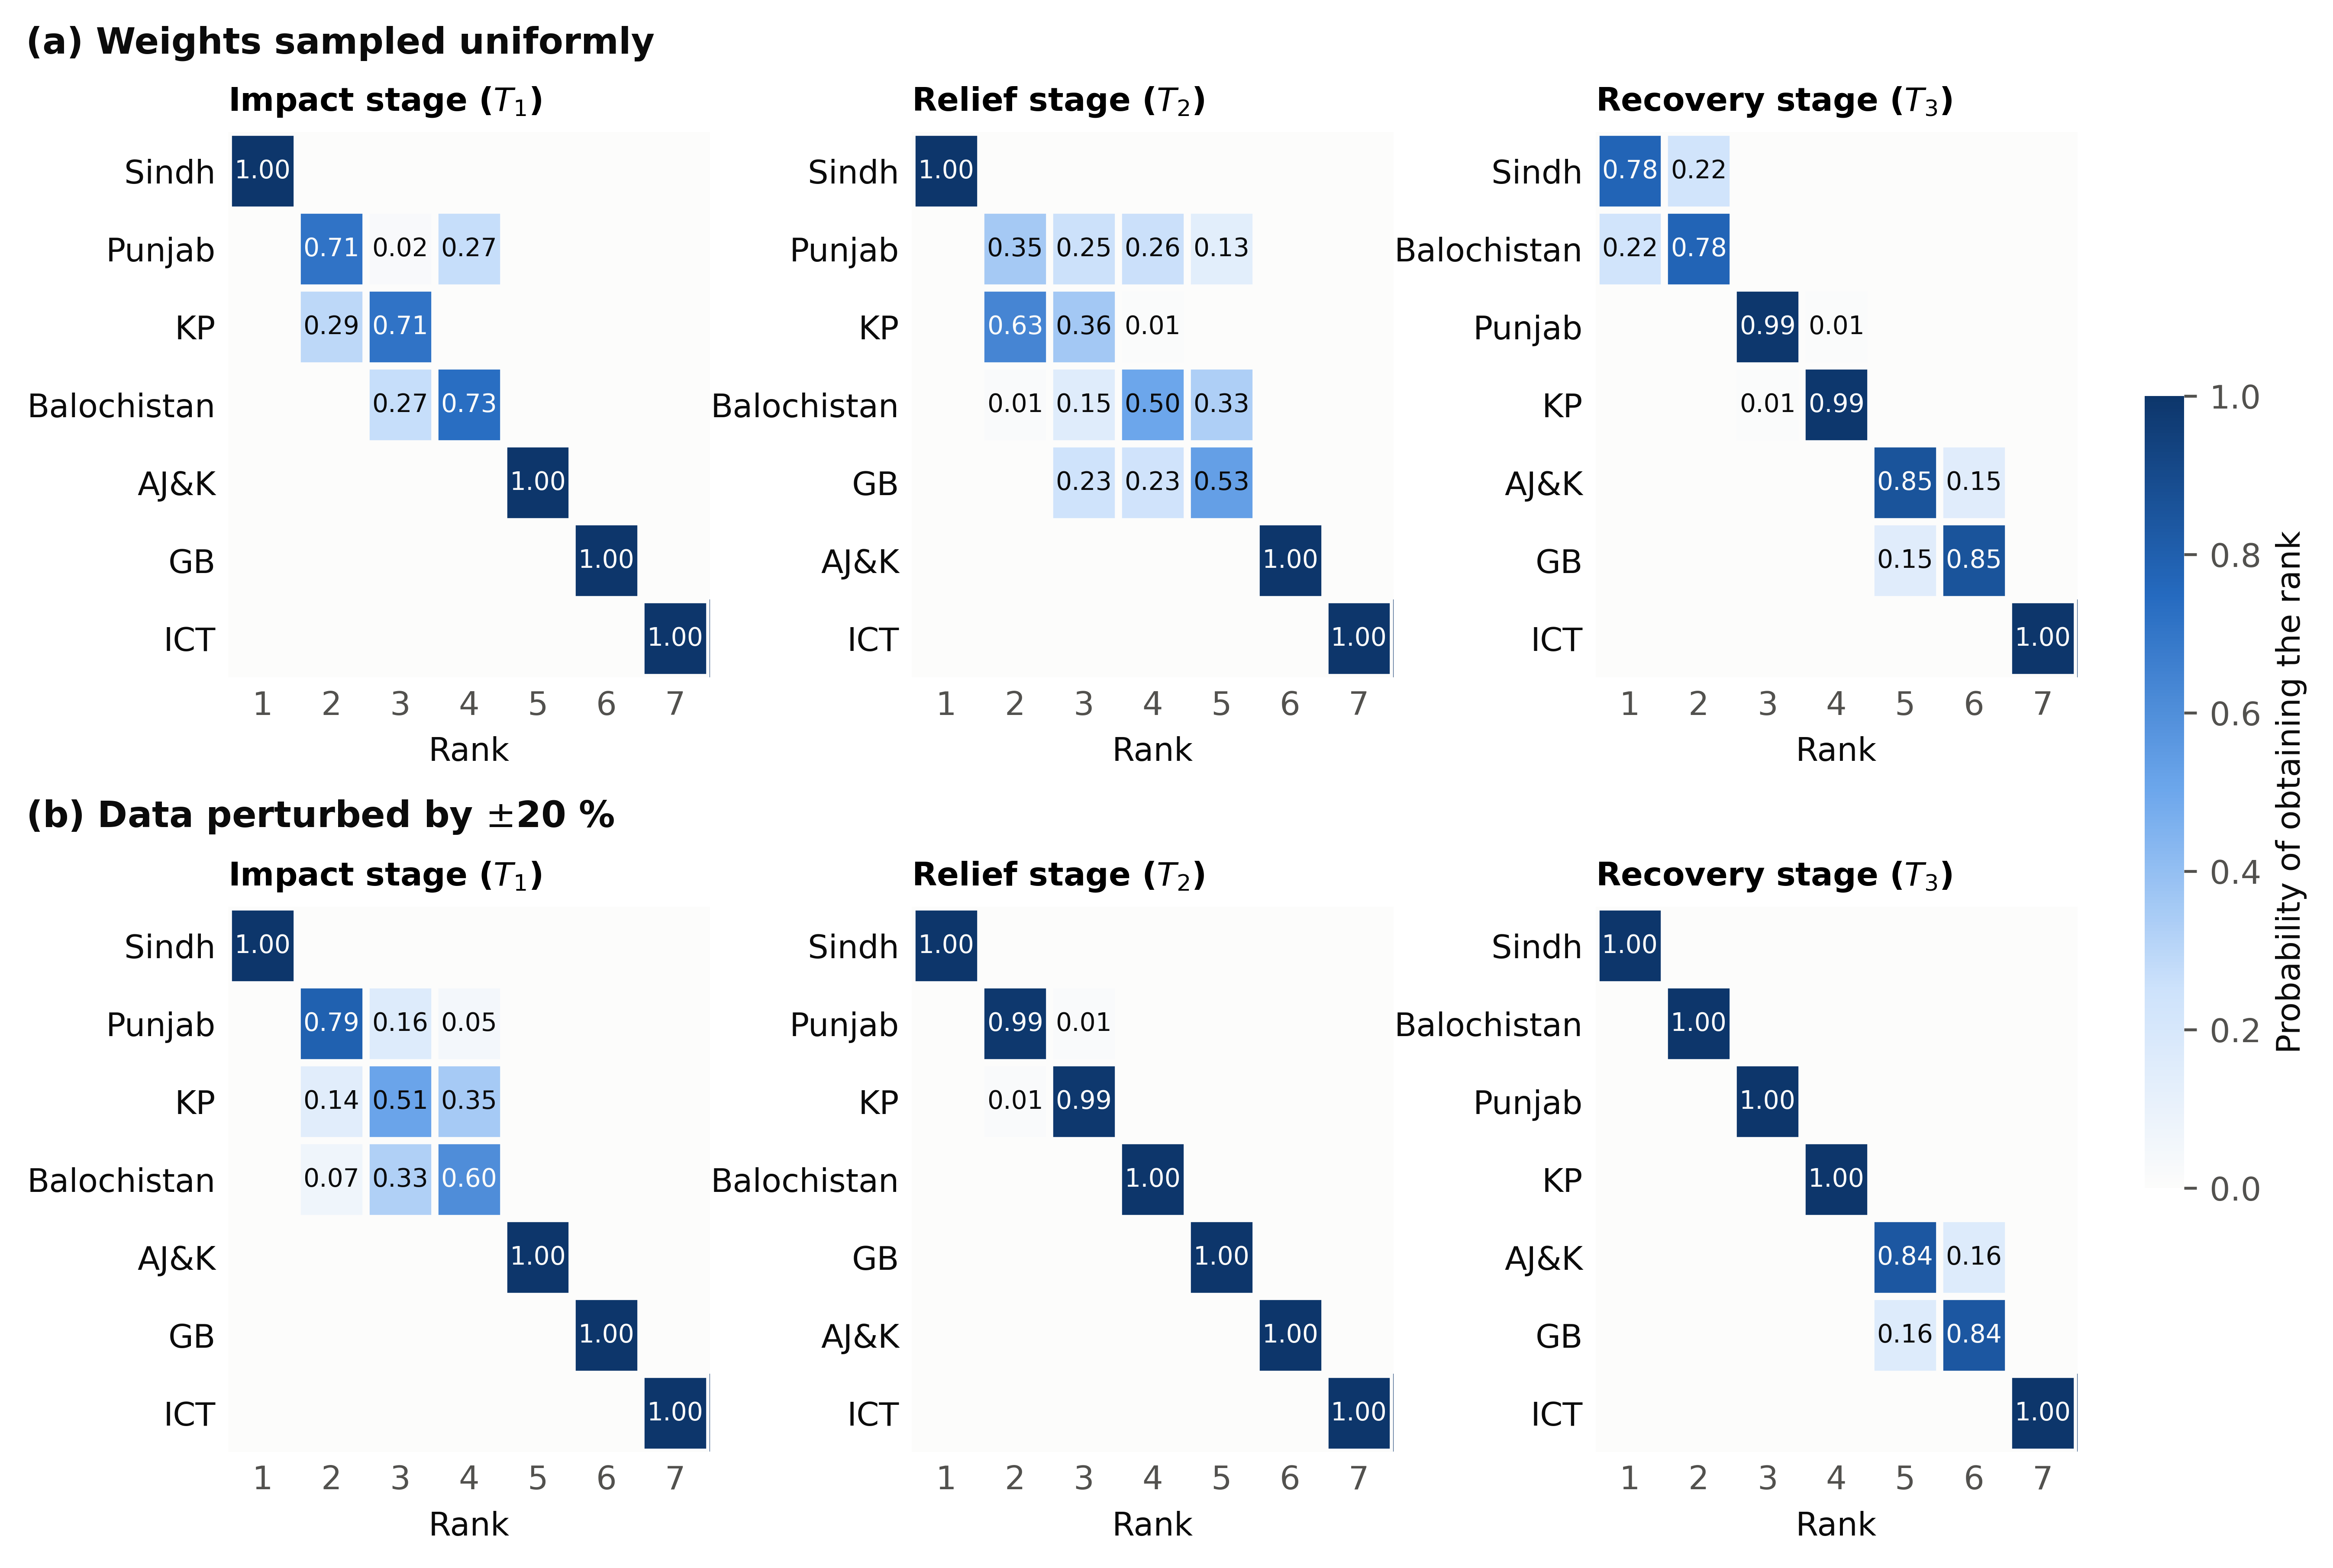 (a) Weights sampled uniformly
Impact stage (T₁) Relief stage (T₂) Recovery stage (T₃)
Sindh 1.00 Sindh 1.00 Sindh 0.78 0.22
Punjab 0.71 0.02 0.27 Punjab 0.35 0.25 0.26 0.13 Balochistan 0.22 0.78
KP 0.29 0.71 KP 0.63 0.36 0.01 Punjab 0.99 0.01
Balochistan 0.27 0.73 Balochistan 0.01 0.15 0.50 0.33 KP 0.01 0.99
AJ&K 1.00 GB 0.23 0.23 0.53 AJ&K 0.85 0.15
GB 1.00 AJ&K 1.00 GB 0.15 0.85
ICT 1.00 ICT 1.00 ICT 1.00
1 2 3 4 5 6 7 1 2 3 4 5 6 7 1 2 3 4 5 6 7
Rank Rank Rank
(b) Data perturbed by ±20 %
Impact stage (T₁) Relief stage (T₂) Recovery stage (T₃)
Sindh 1.00 Sindh 1.00 Sindh 1.00
Punjab 0.79 0.16 0.05 Punjab 0.99 0.01 Balochistan 1.00
KP 0.14 0.51 0.35 KP 0.01 0.99 Punjab 1.00
Balochistan 0.07 0.33 0.60 Balochistan 1.00 KP 1.00
AJ&K 1.00 GB 1.00 AJ&K 0.84 0.16
GB 1.00 AJ&K 1.00 GB 0.16 0.84
ICT 1.00 ICT 1.00 ICT 1.00
1 2 3 4 5 6 7 1 2 3 4 5 6 7 1 2 3 4 5 6 7
Rank Rank Rank
1.0
0.8
0.6
0.4
0.2
0.0
Probability of obtaining the rank